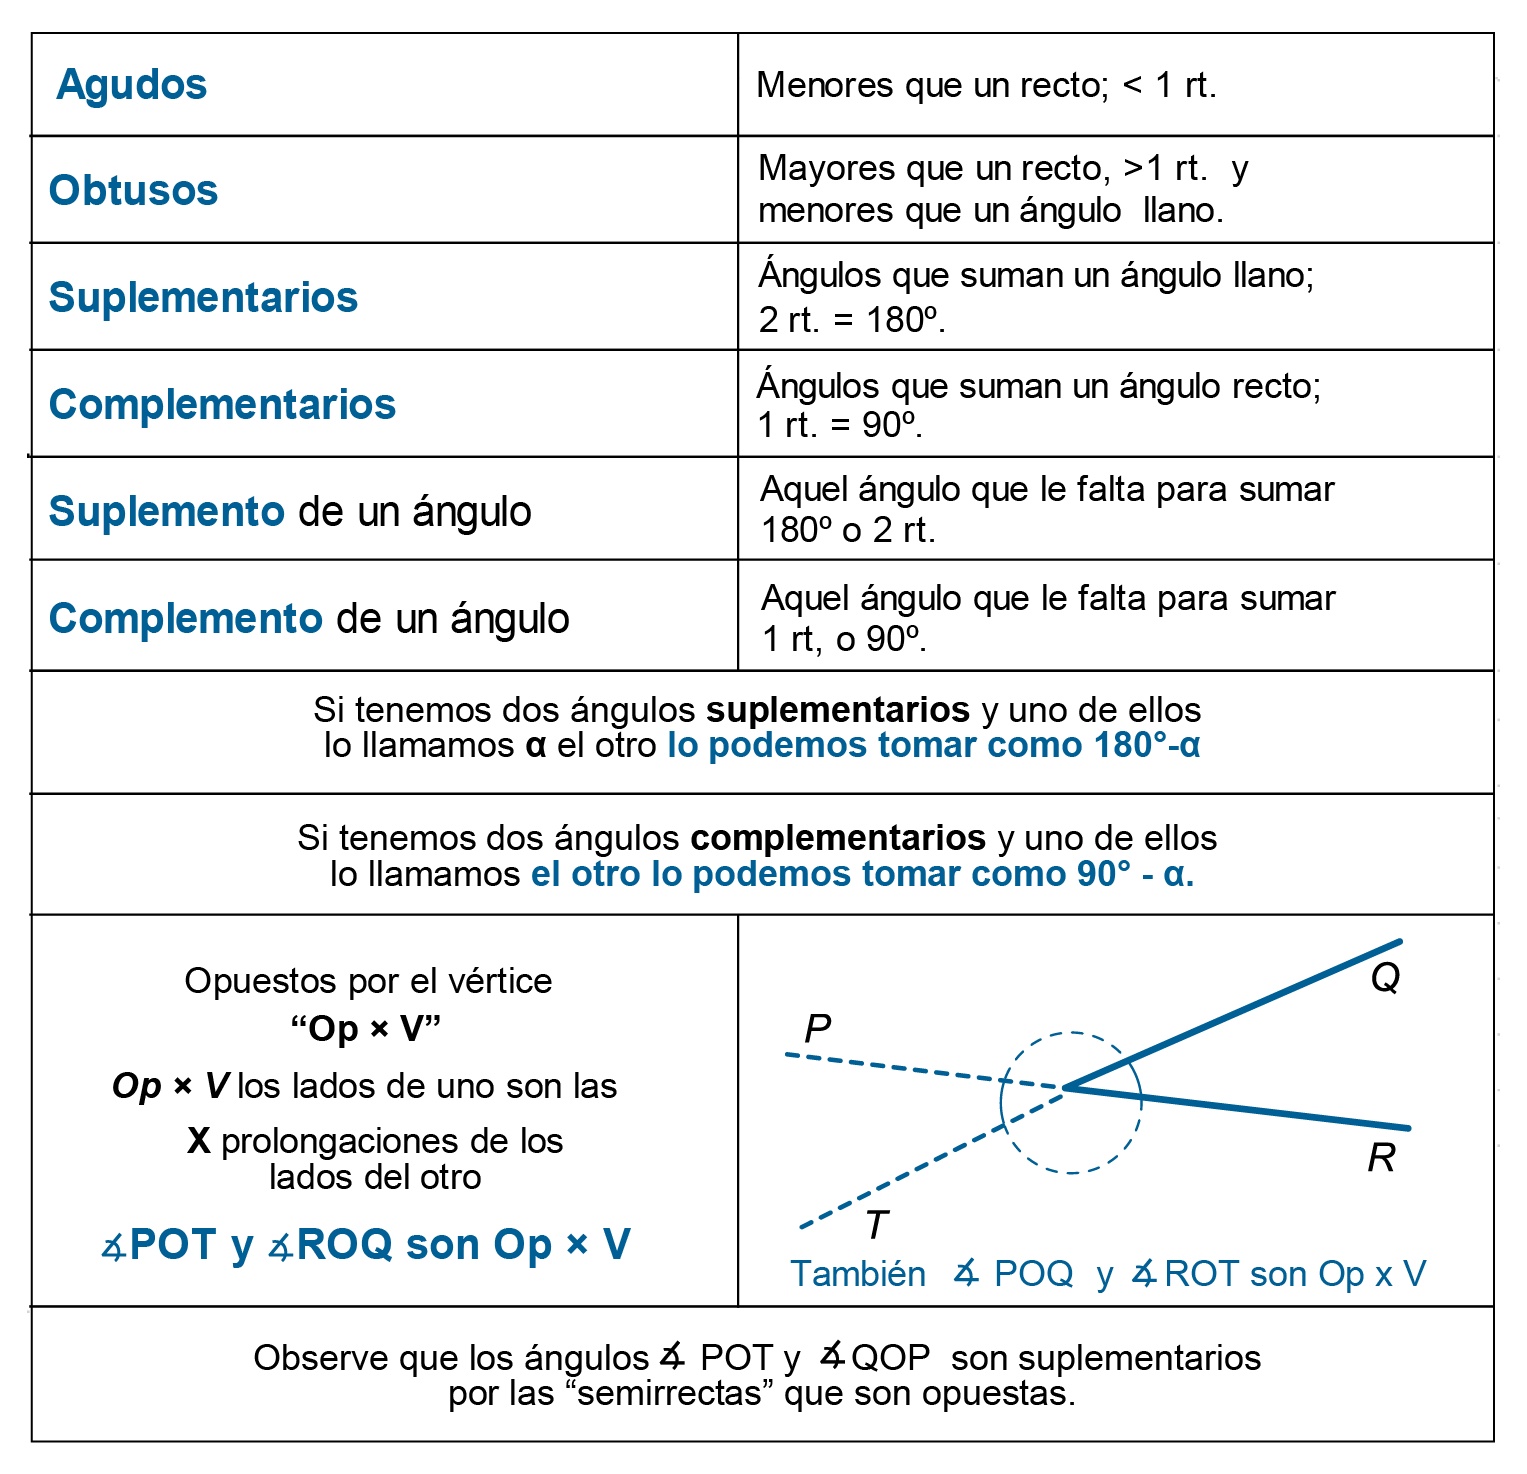 Agudos
Menores que un recto; < 1 rt.
Obtusos
Mayores que un recto, >1 rt. y
menores que un ángulo llano.
Suplementarios
Ángulos que suman un ángulo llano;
2 rt. = 180º.
Complementarios
Ángulos que suman un ángulo recto;
1 rt. = 90º.
Suplemento de un ángulo
Aquel ángulo que le falta para sumar
180º o 2 rt.
Complemento de un ángulo
Aquel ángulo que le falta para sumar
1 rt, o 90º.
Si tenemos dos ángulos suplementarios y uno de ellos
lo llamamos α el otro lo podemos tomar como 180°-α
Si tenemos dos ángulos complementarios y uno de ellos
lo llamamos el otro lo podemos tomar como 90° - α.
Opuestos por el vértice
“Op × V”
Op × V los lados de uno son las
X prolongaciones de los
lados del otro
∡POT y ∡ROQ son Op × V
Q
P
R
T
También ∡ POQ y ∡ROT son Op x V
Observe que los ángulos ∡ POT y ∡QOP son suplementarios
por las “semirrectas” que son opuestas.